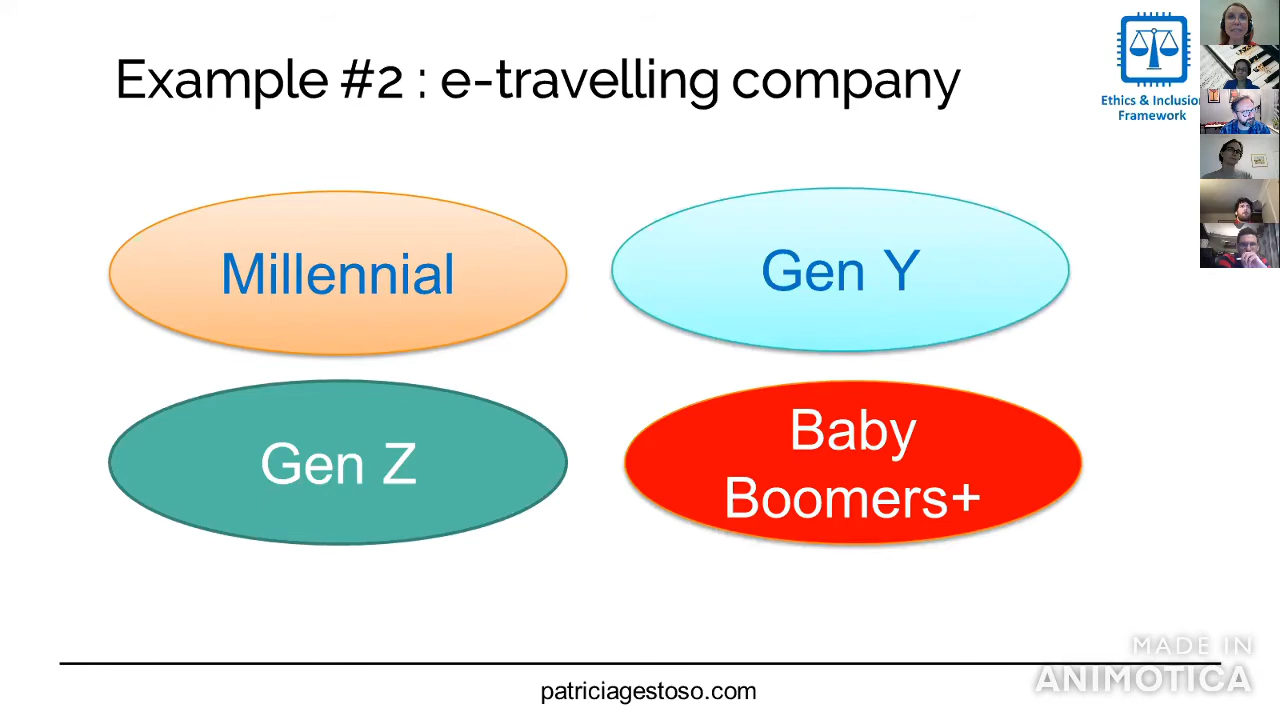 Example #2 : e-travelling company
Ethics & Inclusion
Framework
Millennial
Gen Y
Gen Z
Baby
Boomers+
patriciagestoso.com
MADE IN
ANIMOTICA